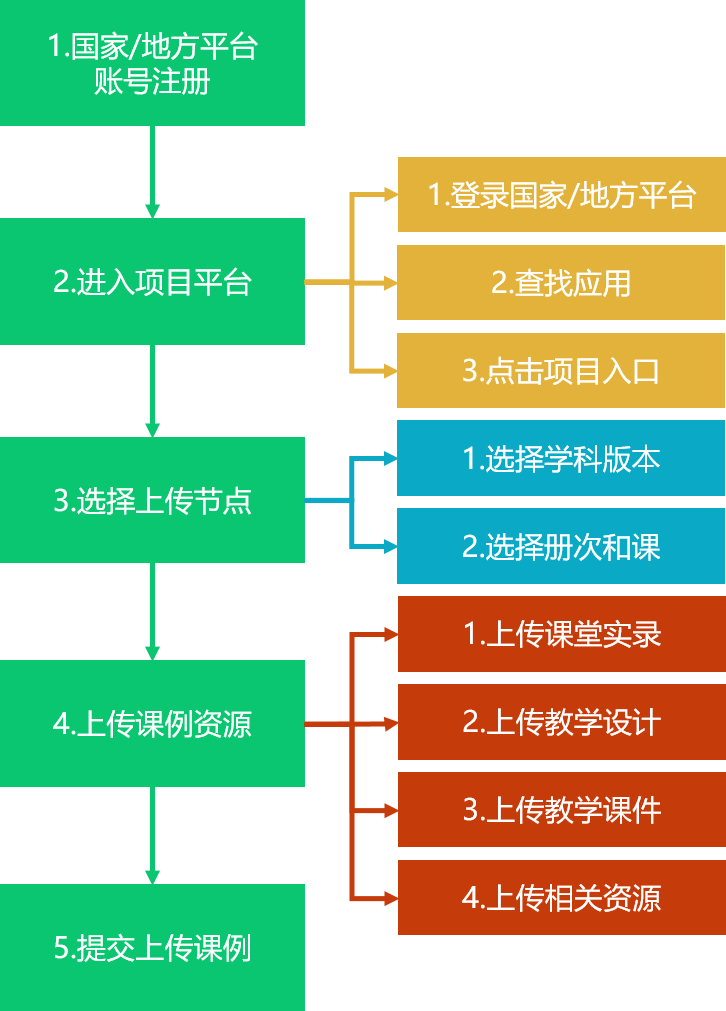 1.国家/地方平台
账号注册
2.进入项目平台
1.登录国家/地方平台
2.查找应用
3.点击项目入口
3.选择上传节点
1.选择学科版本
2.选择册次和课
4.上传课例资源
1.上传课堂实录
2.上传教学设计
3.上传教学课件
4.上传相关资源
5.提交上传课例